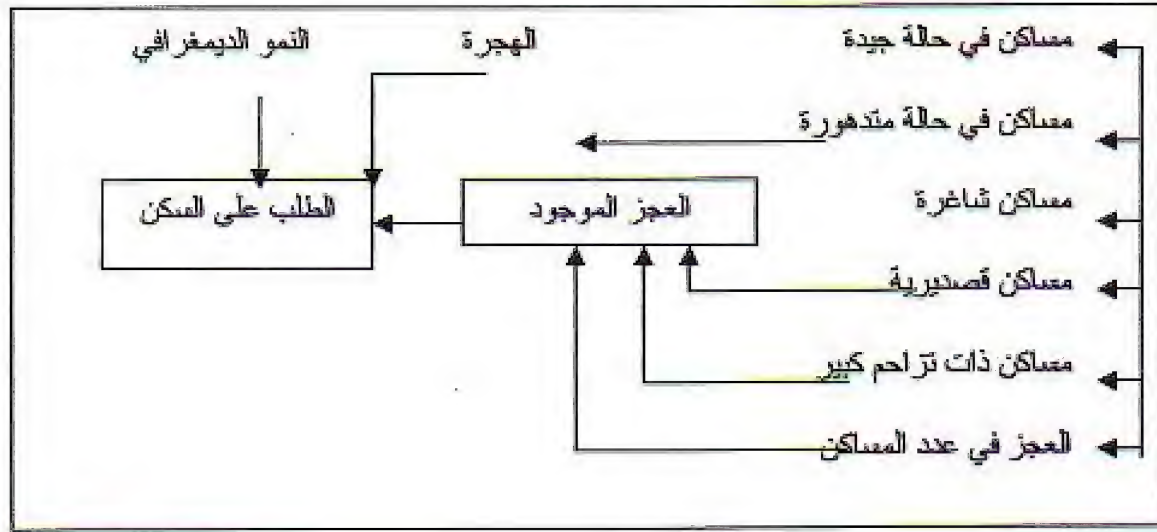 مساكن في حالة جيدة
الهجرة
النمو الديمغرافي
مساكن في حالة متدهورة
مساكن شاغرة
العجز الموجود
الطلب على السكن
مساكن قصديرية
مساكن ذات تزاحم كبير
العجز في عدد المساكن